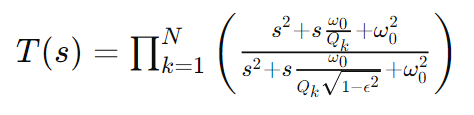 T(s) = ∏_{k=1}^{N} ( (s² + s (ω₀/Q_k) + ω₀²) / (s² + s (ω₀/(Q_k √(1−ϵ²))) + ω₀²) )